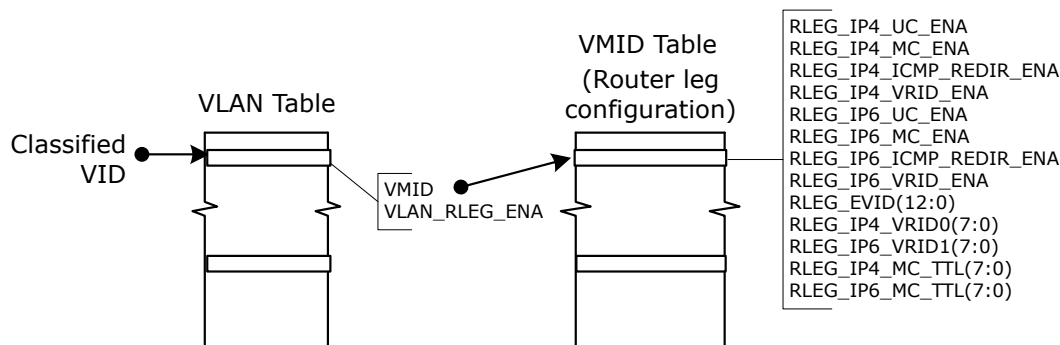 Classified
VID
VLAN Table
VMID
VLAN_RLEG_ENA
VMID Table
(Router leg
configuration)
RLEG_IP4_UC_ENA
RLEG_IP4_MC_ENA
RLEG_IP4_ICMP_REDIR_ENA
RLEG_IP4_VRID_ENA
RLEG_IP6_UC_ENA
RLEG_IP6_MC_ENA
RLEG_IP6_ICMP_REDIR_ENA
RLEG_IP6_VRID_ENA
RLEG_EVID(12:0)
RLEG_IP4_VRID0(7:0)
RLEG_IP6_VRID1(7:0)
RLEG_IP4_MC_TTL(7:0)
RLEG_IP6_MC_TTL(7:0)